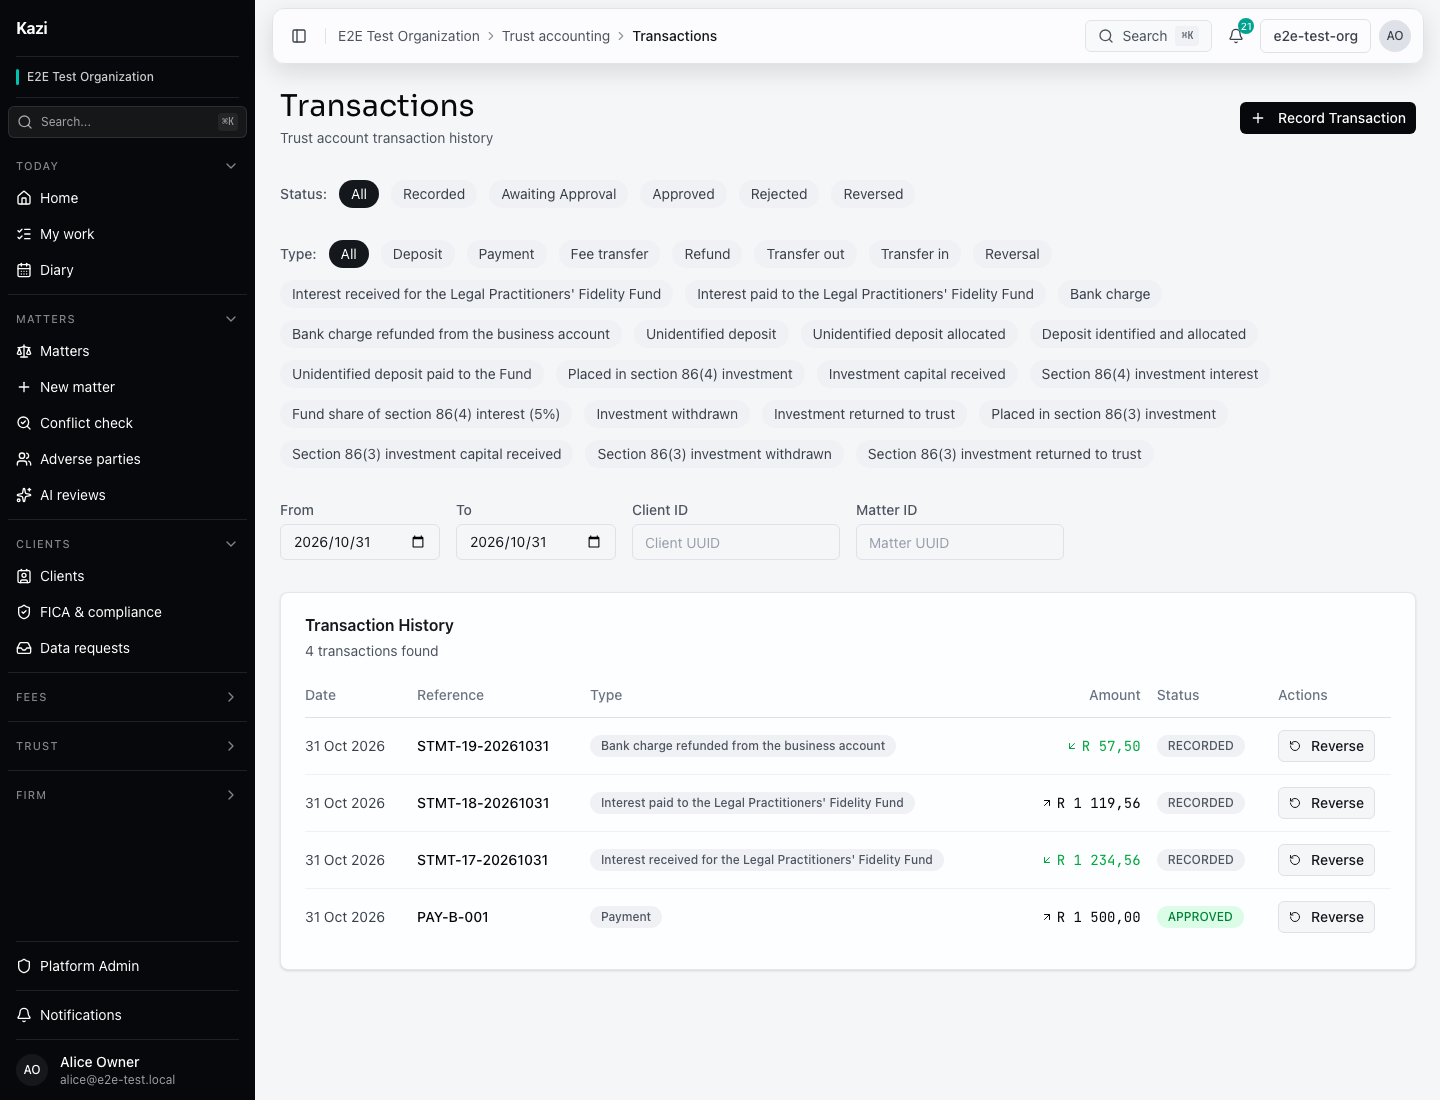 Kazi
E2E Test Organization
Search... ⌘K
TODAY
Home
My work
Diary
MATTERS
Matters
New matter
Conflict check
Adverse parties
AI reviews
CLIENTS
Clients
FICA & compliance
Data requests
FEES
TRUST
FIRM
Platform Admin
Notifications
AO
Alice Owner
alice@e2e-test.local
E2E Test Organization > Trust accounting > Transactions
Search ⌘K
21
e2e-test-org
AO
Transactions
Trust account transaction history
Record Transaction
Status: All Recorded Awaiting Approval Approved Rejected Reversed
Type: All Deposit Payment Fee transfer Refund Transfer out Transfer in Reversal
Interest received for the Legal Practitioners' Fidelity Fund Interest paid to the Legal Practitioners' Fidelity Fund Bank charge
Bank charge refunded from the business account Unidentified deposit Unidentified deposit allocated Deposit identified and allocated
Unidentified deposit paid to the Fund Placed in section 86(4) investment Investment capital received Section 86(4) investment interest
Fund share of section 86(4) interest (5%) Investment withdrawn Investment returned to trust Placed in section 86(3) investment
Section 86(3) investment capital received Section 86(3) investment withdrawn Section 86(3) investment returned to trust
From To Client ID Matter ID
2026/10/31 2026/10/31 Client UUID Matter UUID
Transaction History
4 transactions found
Date Reference Type Amount Status Actions
31 Oct 2026 STMT-19-20261031 Bank charge refunded from the business account R 57,50 RECORDED Reverse
31 Oct 2026 STMT-18-20261031 Interest paid to the Legal Practitioners' Fidelity Fund R 1 119,56 RECORDED Reverse
31 Oct 2026 STMT-17-20261031 Interest received for the Legal Practitioners' Fidelity Fund R 1 234,56 RECORDED Reverse
31 Oct 2026 PAY-B-001 Payment R 1 500,00 APPROVED Reverse